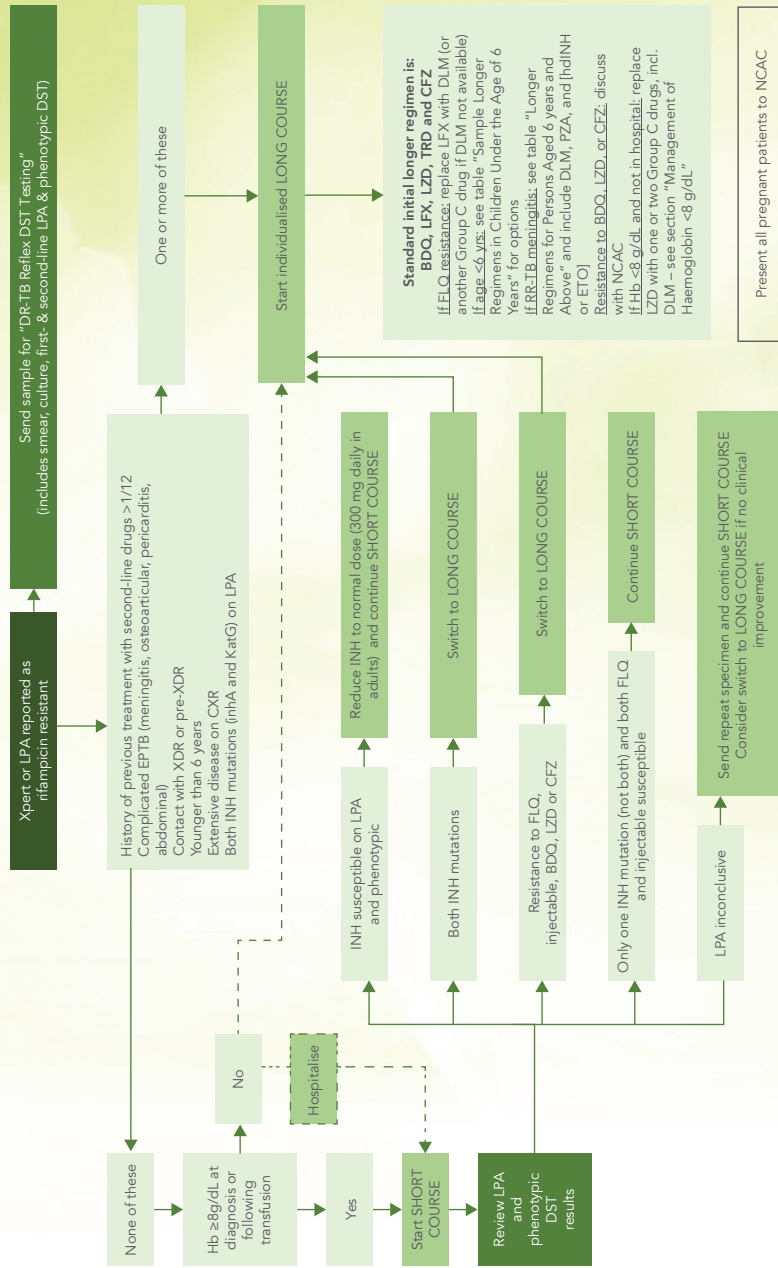 Xpert or LPA reported as
rifampicin resistant
Send sample for “DR-TB Reflex DST Testing”
(includes smear, culture, first- & second-line LPA & phenotypic DST)
History of previous treatment with second-line drugs >1/12
Complicated EPTB (meningitis, osteoarticular, pericarditis,
abdominal)
Contact with XDR or pre-XDR
Younger than 6 years
Extensive disease on CXR
Both INH mutations (inhA and KatG) on LPA
None of these
One or more of these
Hb ≥8g/dL at
diagnosis or
following
transfusion
No
Yes
Hospitalise
Start SHORT
COURSE
Start individualised LONG COURSE
Review LPA
and
phenotypic
DST
results
INH susceptible on LPA
and phenotypic
Reduce INH to normal dose (300 mg daily in
adults) and continue SHORT COURSE
Both INH mutations
Switch to LONG COURSE
Resistance to FLQ,
injectable, BDQ, LZD or CFZ
Switch to LONG COURSE
Only one INH mutation (not both) and both FLQ
and injectable susceptible
Continue SHORT COURSE
LPA inconclusive
Send repeat specimen and continue SHORT COURSE
Consider switch to LONG COURSE if no clinical
improvement
Standard initial longer regimen is:
BDQ, LFX, LZD, TRD and CFZ
If FLQ resistance: replace LFX with DLM (or
another Group C drug if DLM not available)
If age <6 yrs: see table “Sample Longer
Regimens in Children Under the Age of 6
Years” for options
If RR-TB meningitis: see table “Longer
Regimens for Persons Aged 6 years and
Above” and include DLM, PZA, and [hdINH
or ETO]
Resistance to BDQ, LZD, or CFZ: discuss
with NCAC
If Hb <8 g/dL and not in hospital: replace
LZD with one or two Group C drugs, incl.
DLM – see section “Management of
Haemoglobin <8 g/dL”
Present all pregnant patients to NCAC